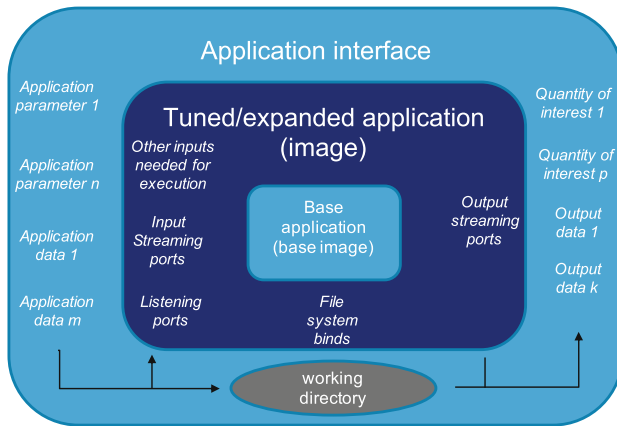 Application interface
Application
parameter 1
Application
parameter n
Application
data 1
Application
data m
Tuned/expanded application
(image)
Other inputs
needed for
execution
Input
Streaming
ports
Listening
ports
Base
application
(base image)
File
system
binds
Output
streaming
ports
Quantity of
interest 1
Quantity of
interest p
Output
data 1
Output
data k
working
directory